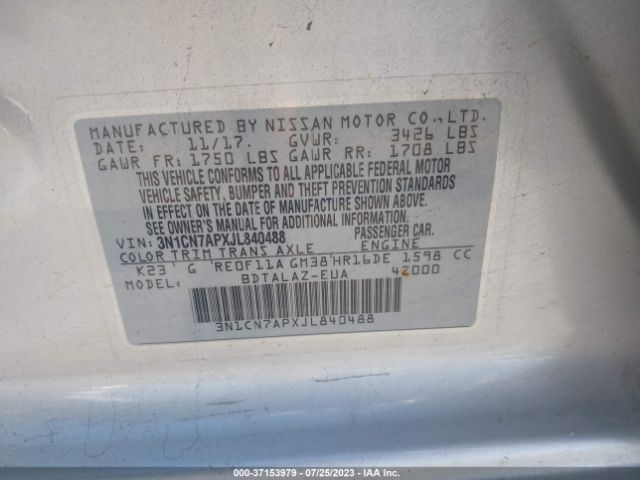 MANUFACTURED BY NISSAN MOTOR CO.,LTD.
DATE: 11/17. GVWR: 3426 LBS
GAWR FR: 1750 LBS GAWR RR: 1708 LBS
THIS VEHICLE CONFORMS TO ALL APPLICABLE FEDERAL MOTOR
VEHICLE SAFETY, BUMPER AND THEFT PREVENTION STANDARDS
IN EFFECT ON THE DATE OF MANUFACTURE SHOWN ABOVE.
SEE OWNER'S MANUAL FOR ADDITIONAL INFORMATION
VIN: 3N1CN7APXJL840488 PASSENGER CAR.
COLOR TRIM TRANS AXLE ENGINE
K23 G RE0F11A GM38 HR16DE 1598 CC
BDTALAZ-EUA 4Z000
3N1CN7APXJL840488
000-37153979 - 07/25/2023 - IAA Inc.